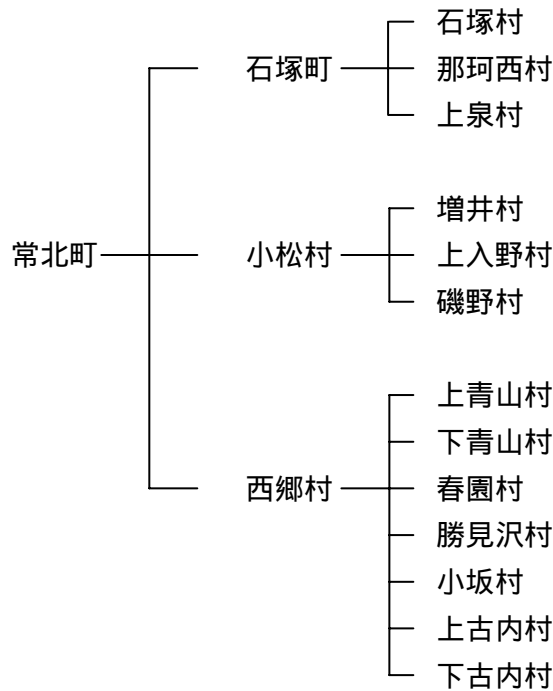 常北町
石塚町
石塚村
那珂西村
上泉村
小松村
増井村
上入野村
磯野村
西郷村
上青山村
下青山村
春園村
勝見沢村
小坂村
上古内村
下古内村